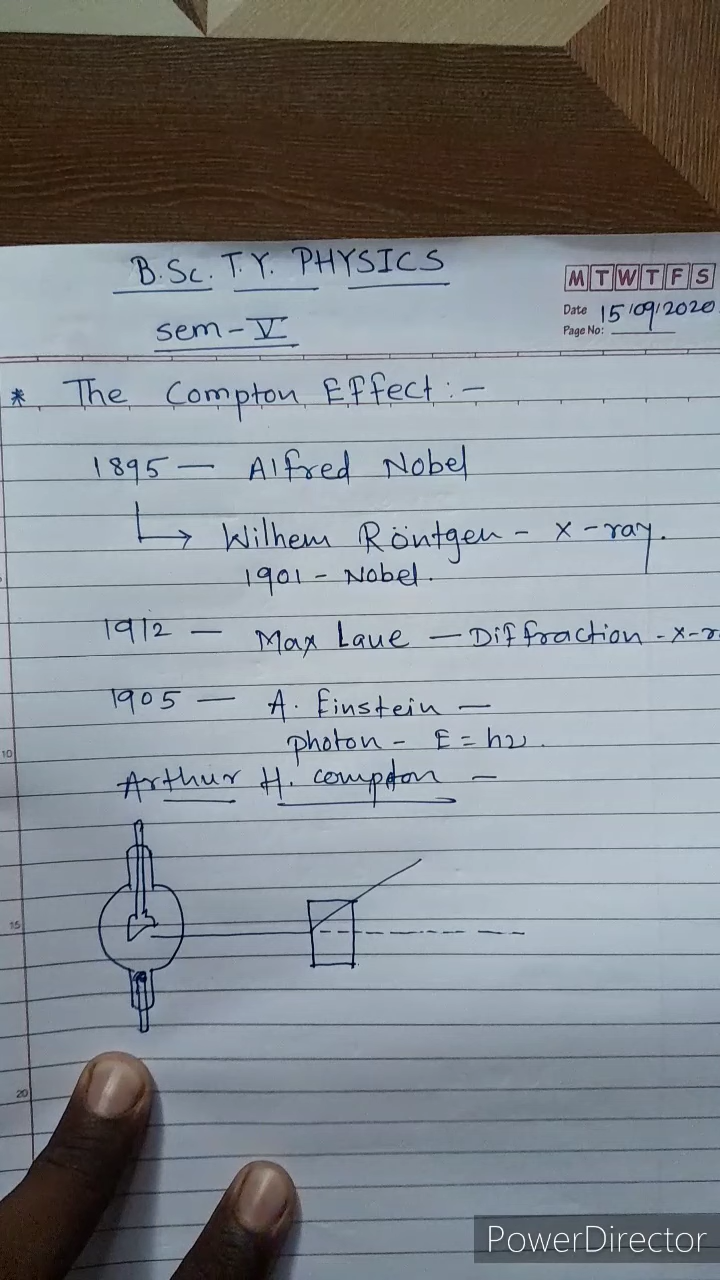 B.Sc. T.Y. PHYSICS
M T W T F S
Date 15/09/2020
sem-V
Page No:
* The Compton Effect:-
1895 — Alfred Nobel
Wilhem Röntgen - x-ray.
1901 - Nobel.
1912 — Max Laue — Diffraction -x-r
1905 — A. Einstein —
photon - E = hν.
10
Arthur H. compton —
15
20
PowerDirector